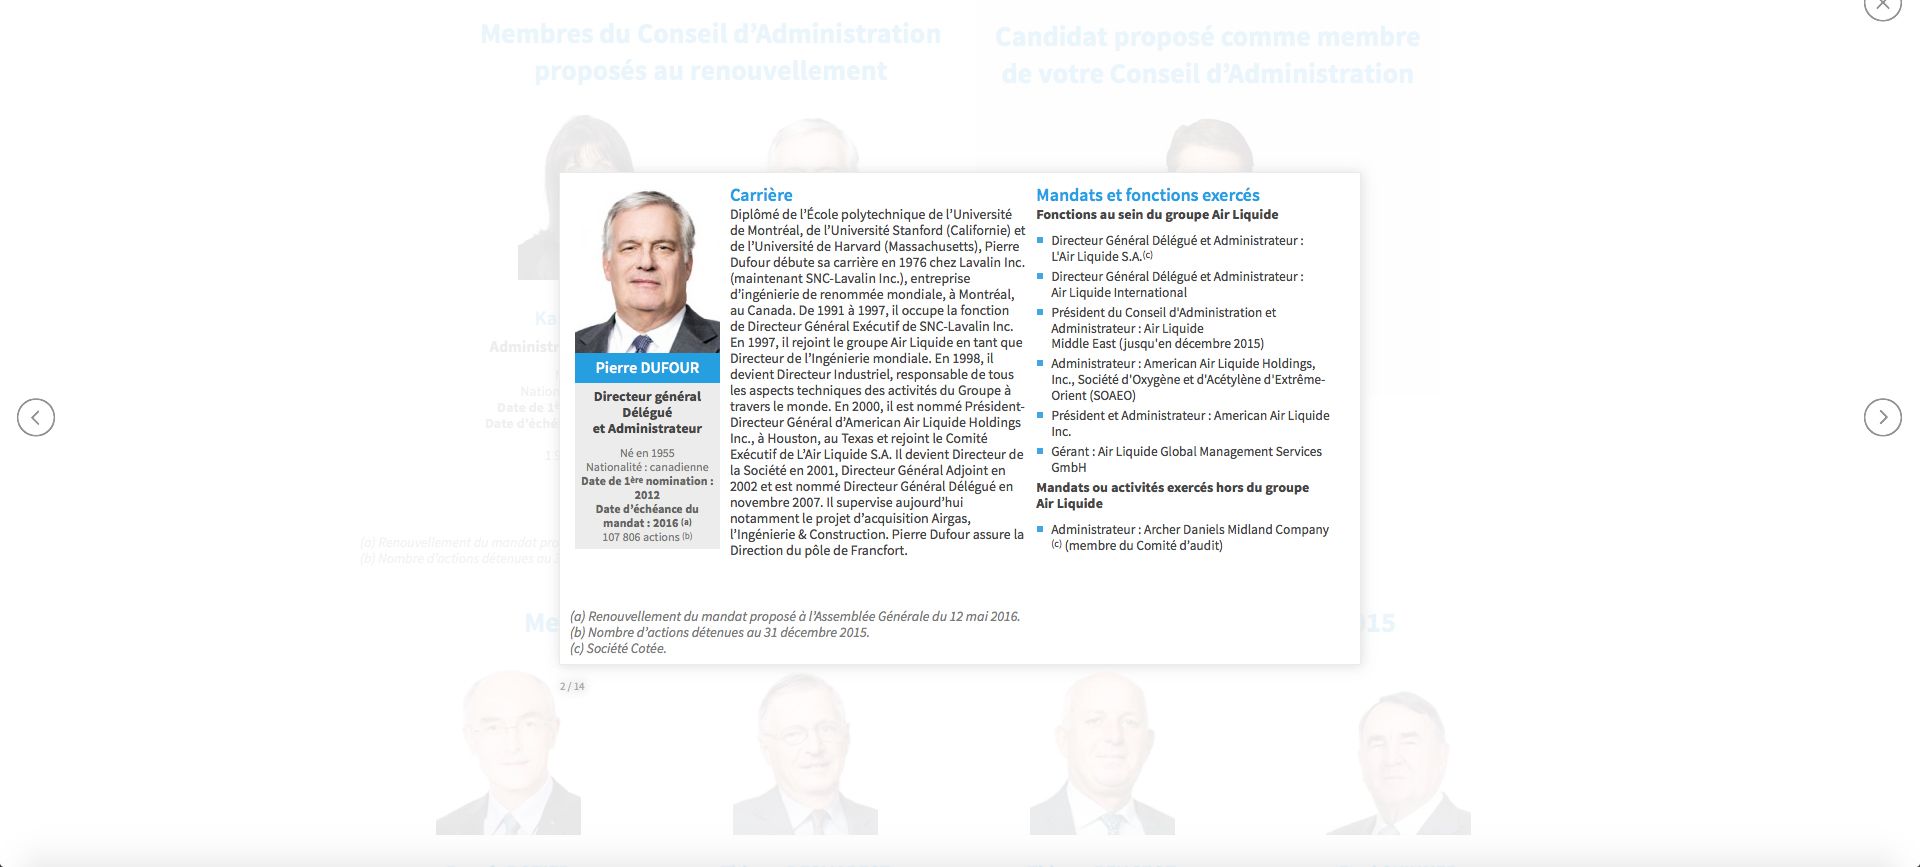 Membres du Conseil d’Administration
proposés au renouvellement
Candidat proposé comme membre
de votre Conseil d’Administration
Pierre DUFOUR
Directeur général
Délégué
et Administrateur
Né en 1955
Nationalité : canadienne
Date de 1ère nomination :
2012
Date d’échéance du
mandat : 2016 (a)
107 806 actions (b)
Carrière
Diplômé de l’École polytechnique de l’Université
de Montréal, de l’Université Stanford (Californie) et
de l’Université de Harvard (Massachusetts), Pierre
Dufour débute sa carrière en 1976 chez Lavalin Inc.
(maintenant SNC-Lavalin Inc.), entreprise
d’ingénierie de renommée mondiale, à Montréal,
au Canada. De 1991 à 1997, il occupe la fonction
de Directeur Général Exécutif de SNC-Lavalin Inc.
En 1997, il rejoint le groupe Air Liquide en tant que
Directeur de l’Ingénierie mondiale. En 1998, il
devient Directeur Industriel, responsable de tous
les aspects techniques des activités du Groupe à
travers le monde. En 2000, il est nommé Président-
Directeur Général d’American Air Liquide Holdings
Inc., à Houston, au Texas et rejoint le Comité
Exécutif de L’Air Liquide S.A. Il devient Directeur de
la Société en 2001, Directeur Général Adjoint en
2002 et est nommé Directeur Général Délégué en
novembre 2007. Il supervise aujourd’hui
notamment le projet d’acquisition Airgas,
l’Ingénierie & Construction. Pierre Dufour assure la
Direction du pôle de Francfort.
Mandats et fonctions exercés
Fonctions au sein du groupe Air Liquide
Directeur Général Délégué et Administrateur :
L'Air Liquide S.A.(c)
Directeur Général Délégué et Administrateur :
Air Liquide International
Président du Conseil d'Administration et
Administrateur : Air Liquide
Middle East (jusqu'en décembre 2015)
Administrateur : American Air Liquide Holdings,
Inc., Société d'Oxygène et d'Acétylène d'Extrême-
Orient (SOAEO)
Président et Administrateur : American Air Liquide
Inc.
Gérant : Air Liquide Global Management Services
GmbH
Mandats ou activités exercés hors du groupe
Air Liquide
Administrateur : Archer Daniels Midland Company
(c) (membre du Comité d’audit)
(a) Renouvellement du mandat proposé à l’Assemblée Générale du 12 mai 2016.
(b) Nombre d’actions détenues au 31 décembre 2015.
(c) Société Cotée.
2 / 14